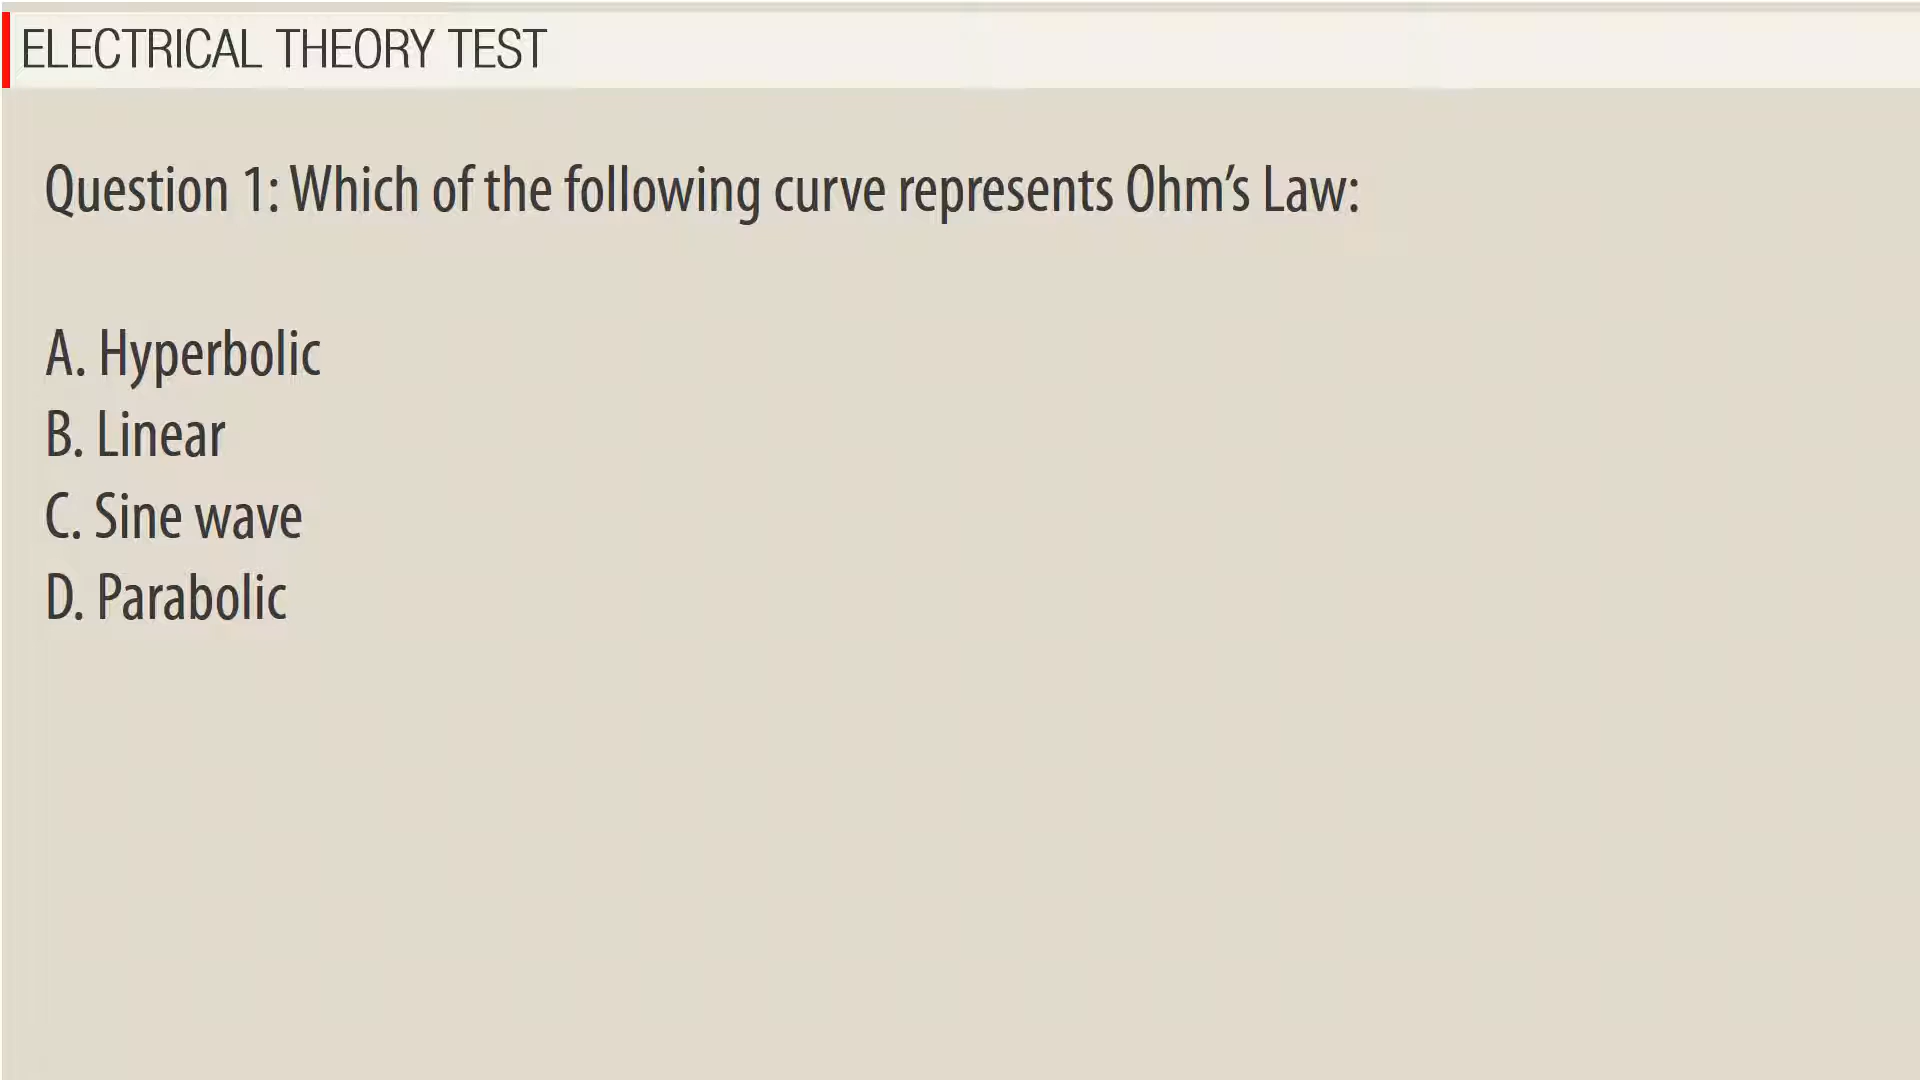 ELECTRICAL THEORY TEST
Question 1: Which of the following curve represents Ohm’s Law:
A. Hyperbolic
B. Linear
C. Sine wave
D. Parabolic